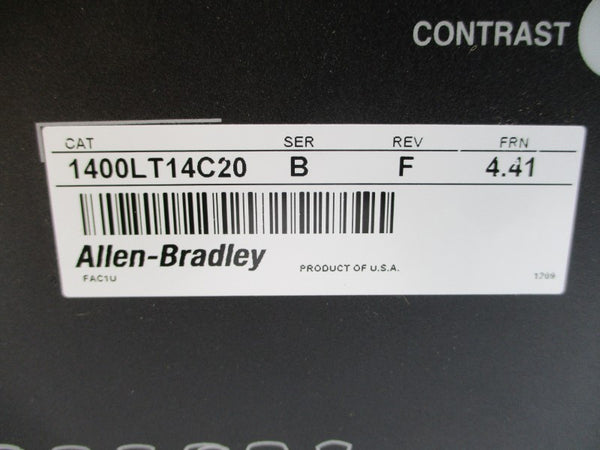 CONTRAST
CAT SER REV FRN
1400LT14C20 B F 4.41
Allen-Bradley
PRODUCT OF U.S.A.
FAC1U 1709